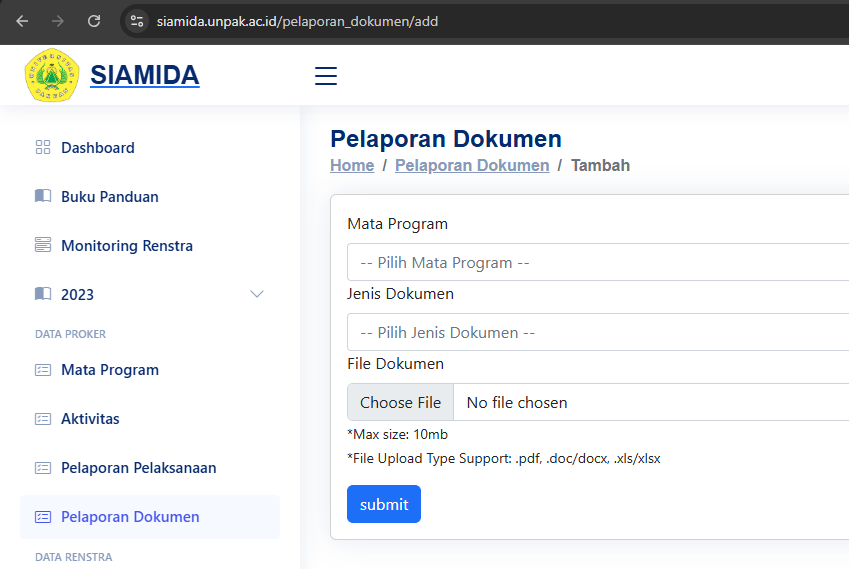 siamida.unpak.ac.id/pelaporan_dokumen/add
SIAMIDA
Dashboard
Buku Panduan
Monitoring Renstra
2023
DATA PROKER
Mata Program
Aktivitas
Pelaporan Pelaksanaan
Pelaporan Dokumen
DATA RENSTRA
Pelaporan Dokumen
Home / Pelaporan Dokumen / Tambah
Mata Program
-- Pilih Mata Program --
Jenis Dokumen
-- Pilih Jenis Dokumen --
File Dokumen
Choose File No file chosen
*Max size: 10mb
*File Upload Type Support: .pdf, .doc/docx, .xls/xlsx
submit